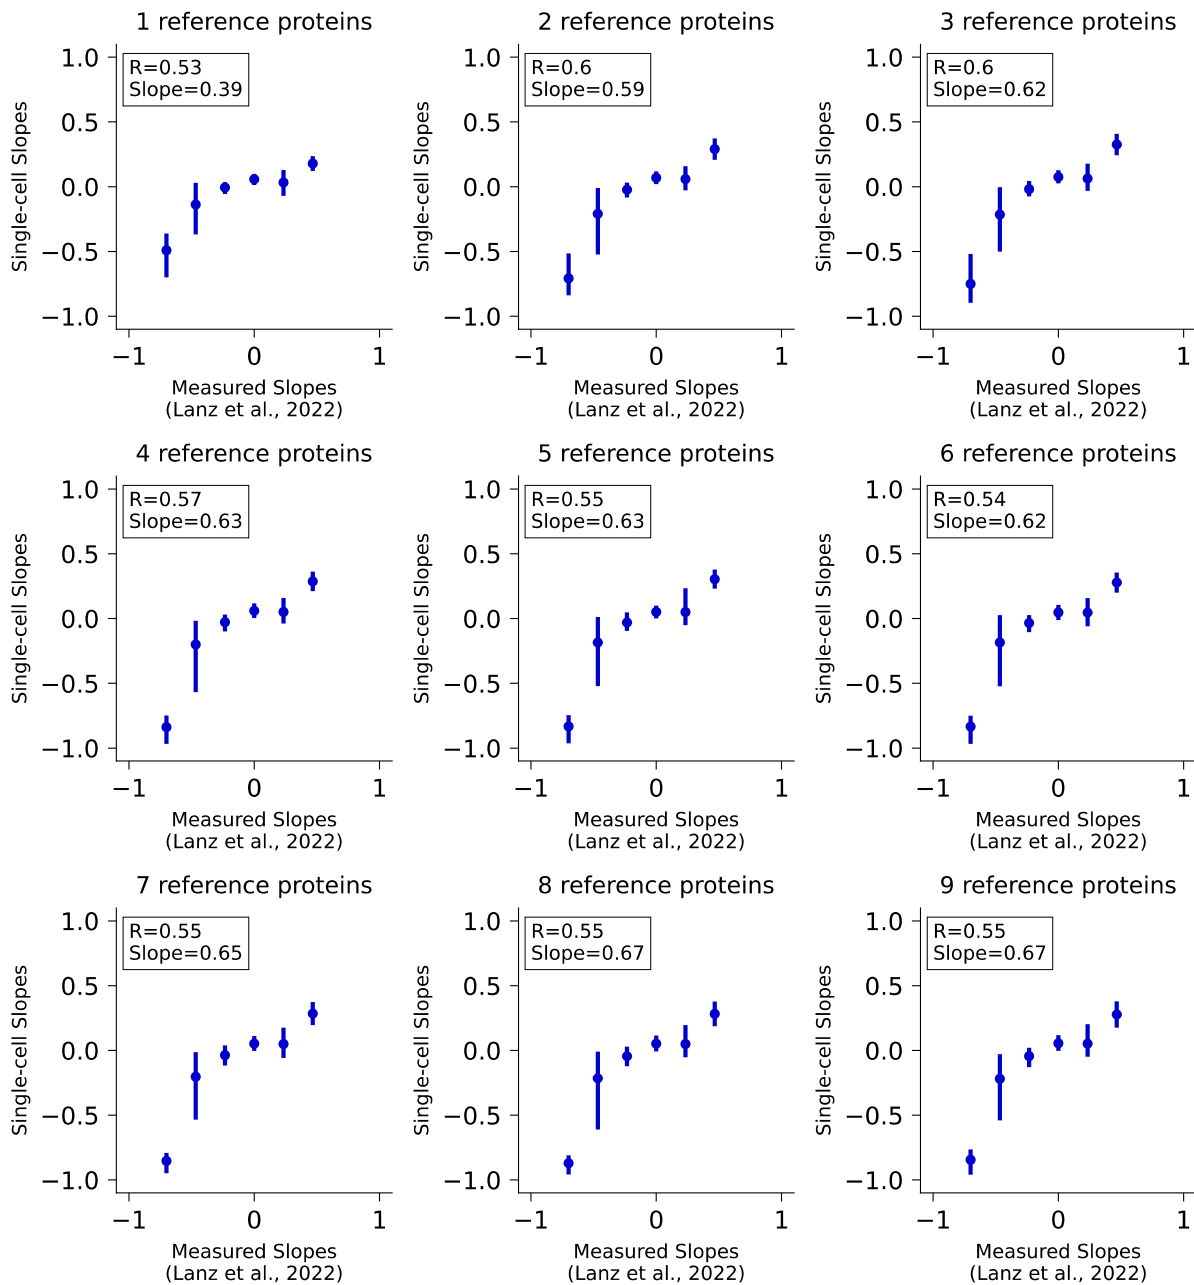 1 reference proteins
R=0.53
Slope=0.39
1.0
0.5
0.0
−0.5
−1.0
Single-cell Slopes
−1
0
1
Measured Slopes
(Lanz et al., 2022)
2 reference proteins
R=0.6
Slope=0.59
1.0
0.5
0.0
−0.5
−1.0
Single-cell Slopes
−1
0
1
Measured Slopes
(Lanz et al., 2022)
3 reference proteins
R=0.6
Slope=0.62
1.0
0.5
0.0
−0.5
−1.0
Single-cell Slopes
−1
0
1
Measured Slopes
(Lanz et al., 2022)
4 reference proteins
R=0.57
Slope=0.63
1.0
0.5
0.0
−0.5
−1.0
Single-cell Slopes
−1
0
1
Measured Slopes
(Lanz et al., 2022)
5 reference proteins
R=0.55
Slope=0.63
1.0
0.5
0.0
−0.5
−1.0
Single-cell Slopes
−1
0
1
Measured Slopes
(Lanz et al., 2022)
6 reference proteins
R=0.54
Slope=0.62
1.0
0.5
0.0
−0.5
−1.0
Single-cell Slopes
−1
0
1
Measured Slopes
(Lanz et al., 2022)
7 reference proteins
R=0.55
Slope=0.65
1.0
0.5
0.0
−0.5
−1.0
Single-cell Slopes
−1
0
1
Measured Slopes
(Lanz et al., 2022)
8 reference proteins
R=0.55
Slope=0.67
1.0
0.5
0.0
−0.5
−1.0
Single-cell Slopes
−1
0
1
Measured Slopes
(Lanz et al., 2022)
9 reference proteins
R=0.55
Slope=0.67
1.0
0.5
0.0
−0.5
−1.0
Single-cell Slopes
−1
0
1
Measured Slopes
(Lanz et al., 2022)